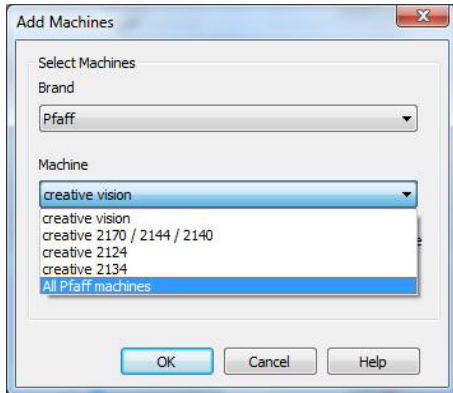 Add Machines
Select Machines
Brand
Pfaff
Machine
creative vision
creative vision
creative 2170 / 2144 / 2140
creative 2124
creative 2134
All Pfaff machines
OK Cancel Help